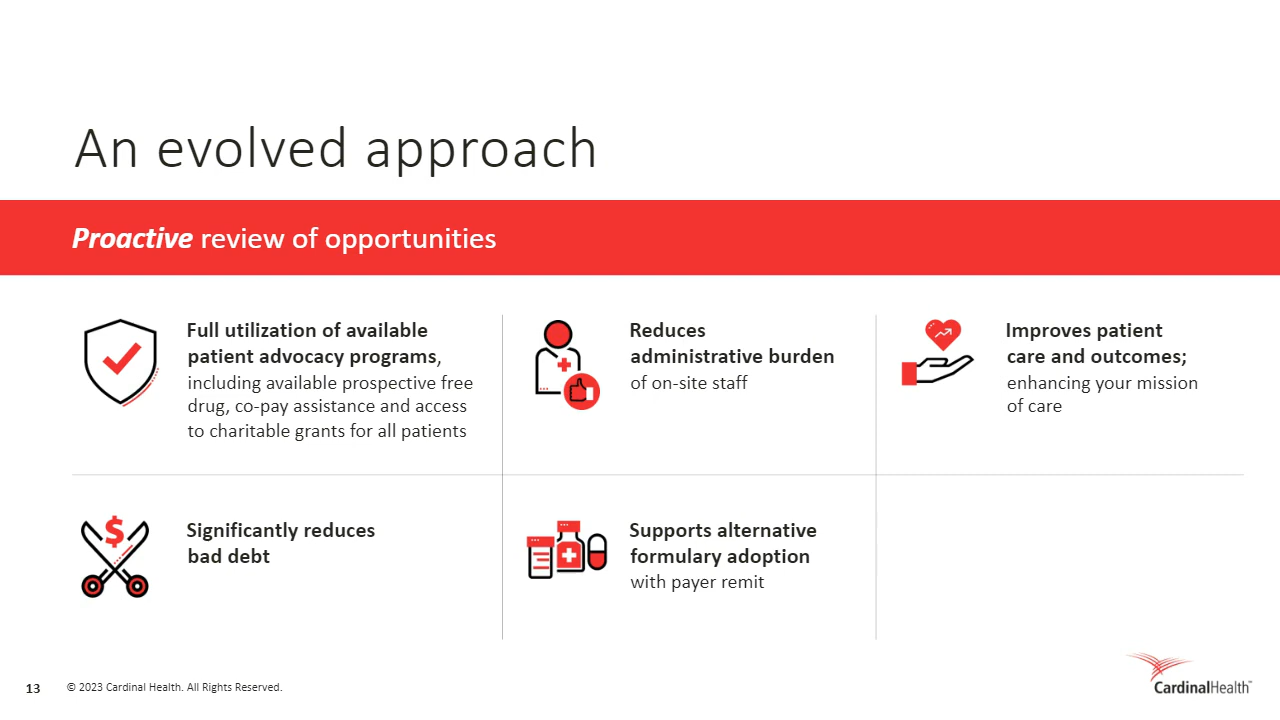 An evolved approach
Proactive review of opportunities
Full utilization of available
patient advocacy programs,
including available prospective free
drug, co-pay assistance and access
to charitable grants for all patients
Reduces
administrative burden
of on-site staff
Improves patient
care and outcomes;
enhancing your mission
of care
$
Significantly reduces
bad debt
Supports alternative
formulary adoption
with payer remit
13
© 2023 Cardinal Health. All Rights Reserved.
CardinalHealth™